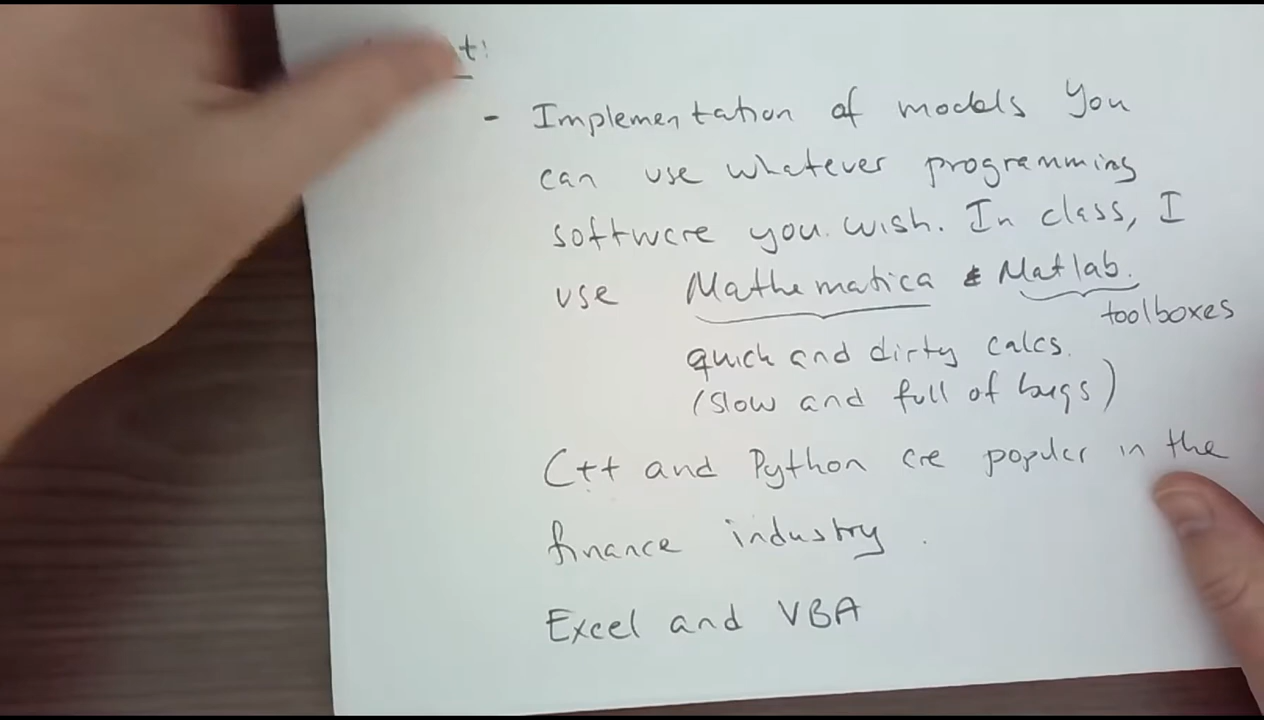 - Implementation of models You
can use whatever programming
software you wish. In class, I
use Mathematica & Matlab.
toolboxes
quick and dirty calcs.
(slow and full of bugs)
C++ and Python are popular in the
finance industry.
Excel and VBA